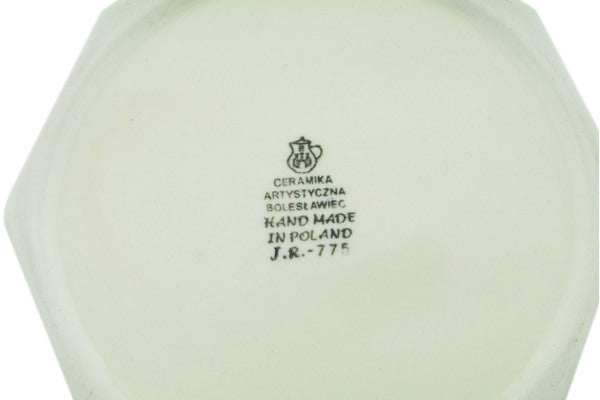 CERAMIKA
ARTYSTYCZNA
BOLESŁAWIEC
HAND MADE
IN POLAND
J.R.-775